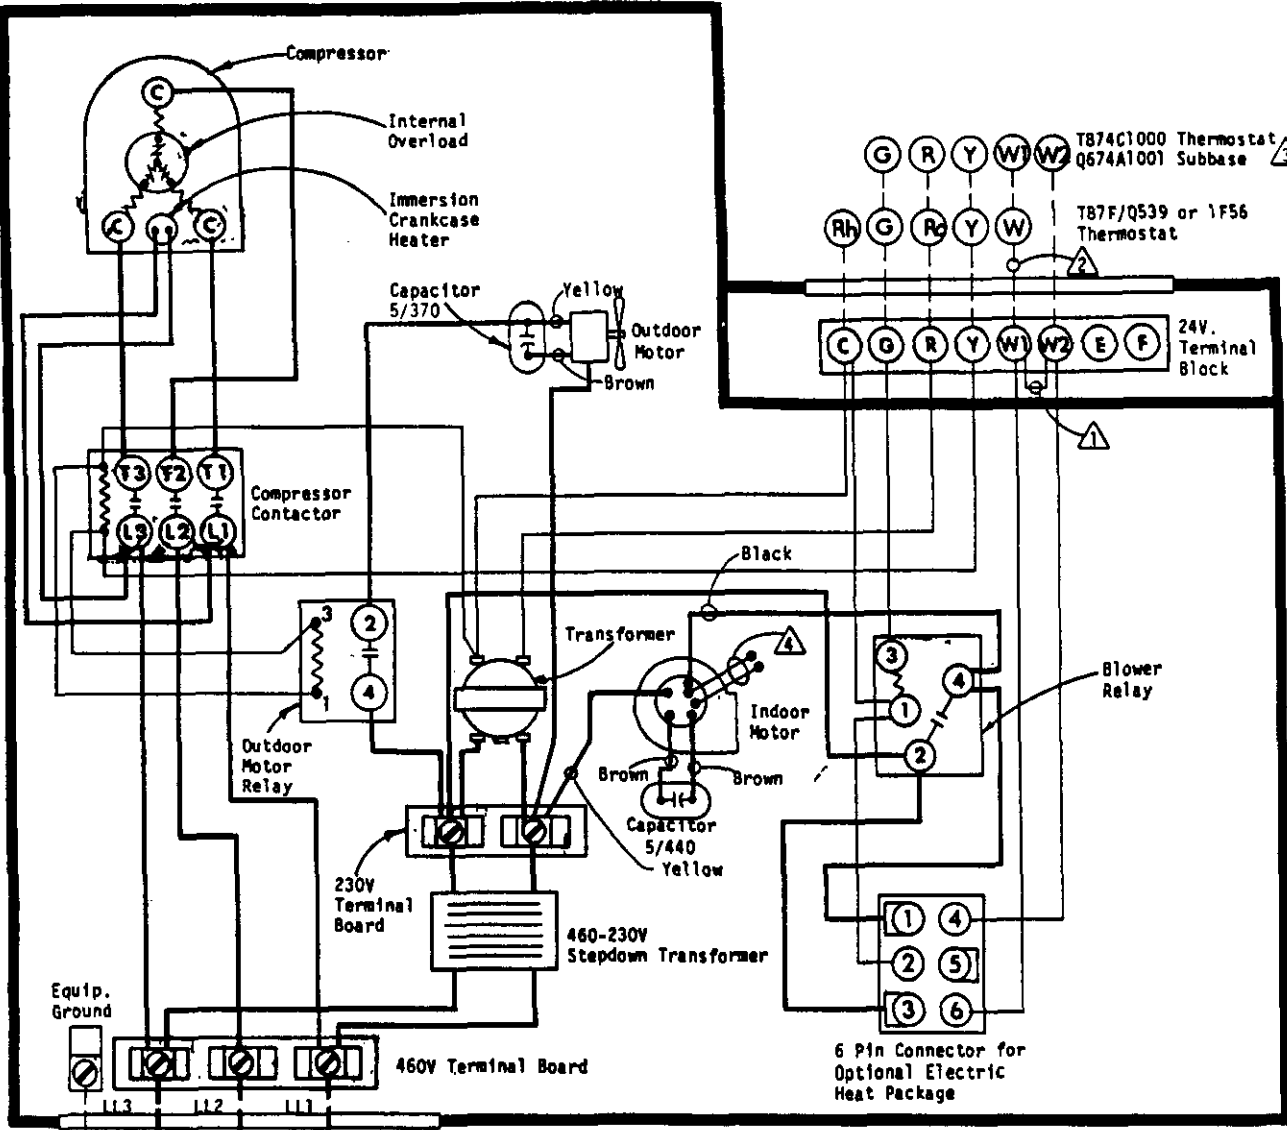 Compressor
C
Internal
Overload
Immersion
Crankcase
Heater
C
C
Capacitor
5/370
Yellow
Outdoor
Motor
Brown
G R Y W1 W2
T874C1000 Thermostat
Q674A1001 Subbase
3
Rh G Rc Y W
T87F/Q539 or 1F56
Thermostat
2
C G R Y W1 W2 E F
24V.
Terminal
Block
1
T3 T2 T1
L3 L2 L1
Compressor
Contactor
Black
3
2
4
1
Outdoor
Motor
Relay
Transformer
4
Indoor
Motor
Brown
Brown
Capacitor
5/440
Yellow
3
4
1
2
Blower
Relay
230V
Terminal
Board
460-230V
Stepdown Transformer
1 4
2 5
3 6
6 Pin Connector for
Optional Electric
Heat Package
Equip.
Ground
460V Terminal Board
LL3 LL2 LL1